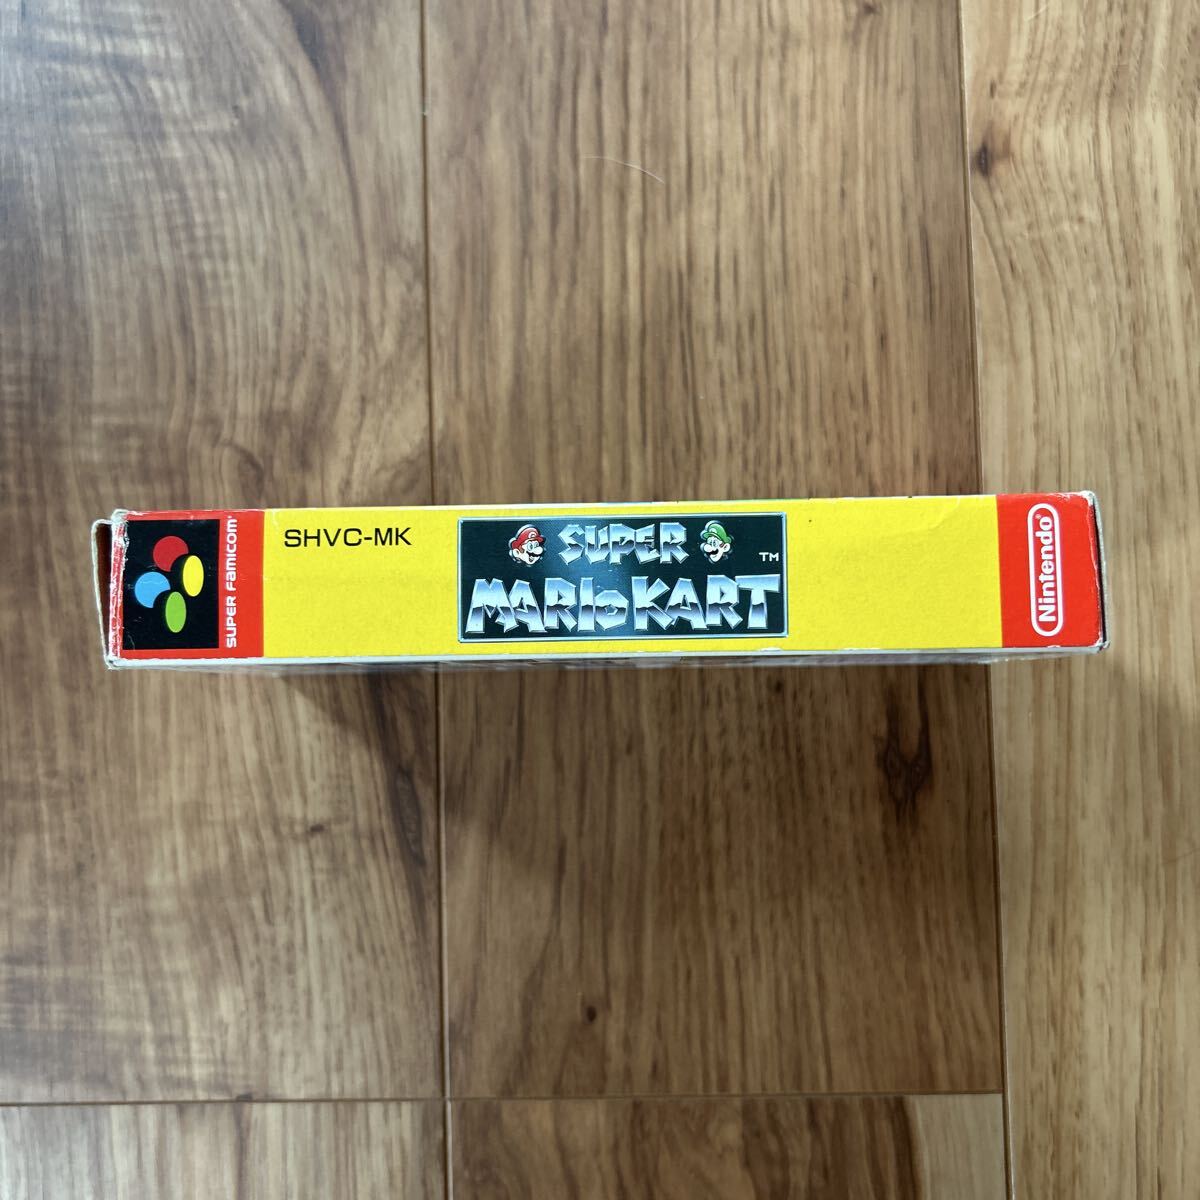 SUPER FAMICOM
SHVC-MK
SUPER
MARIO KART
TM
Nintendo